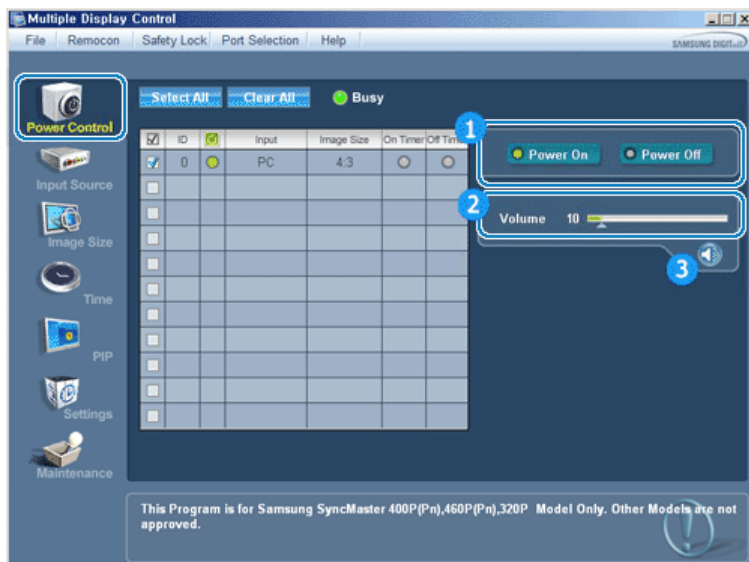 Multiple Display Control
File Remocon Safety Lock Port Selection Help
SAMSUNG DIGITall
Power Control
Input Source
Image Size
Time
PIP
Settings
Maintenance
Select All Clear All Busy
ID Input Image Size On Timer Off Timer
0 PC 4:3
1
Power On Power Off
2
Volume 10
3
This Program is for Samsung SyncMaster 400P(Pn),460P(Pn),320P Model Only. Other Models are not
approved.